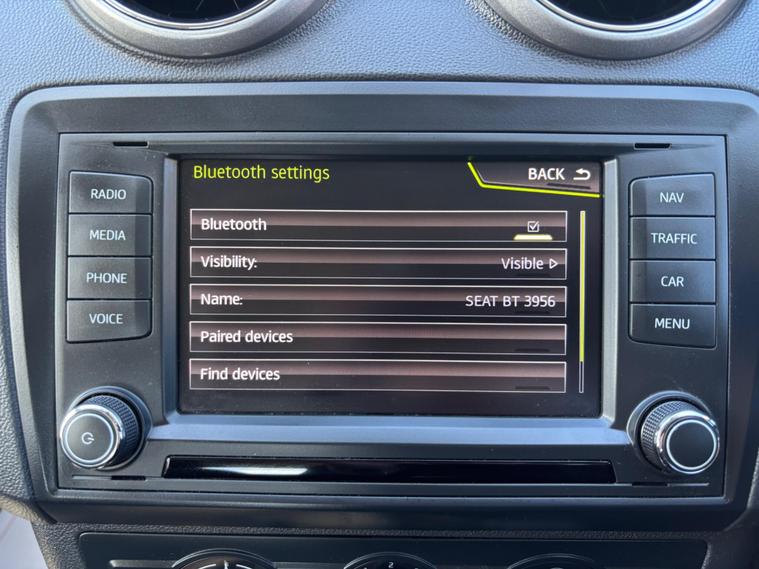 Bluetooth settings
BACK
RADIO
MEDIA
PHONE
VOICE
Bluetooth
Visibility: Visible
Name: SEAT BT 3956
Paired devices
Find devices
NAV
TRAFFIC
CAR
MENU
2